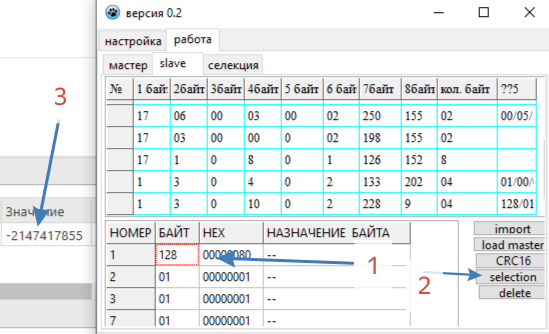 версия 0.2
настройка работа
мастер slave селекция
№ 1 байт 2байт 3байт 4байт 5 байт 6 байт 7байт 8байт кол. байт ??5
17 06 00 03 00 02 250 155 02 00/05/
17 03 00 00 0 02 198 155 02
17 1 0 8 0 1 126 152 8
1 3 0 4 0 2 133 202 04 01/00/
1 3 0 10 0 2 228 9 04 128/01
3
Значение
-2147417855
НОМЕР БАЙТ HEX НАЗНАЧЕНИЕ БАЙТА
1 128 00000080 --
2 01 00000001 --
3 01 00000001 --
7 01 00000001 --
1
2
import
load master
CRC16
selection
delete